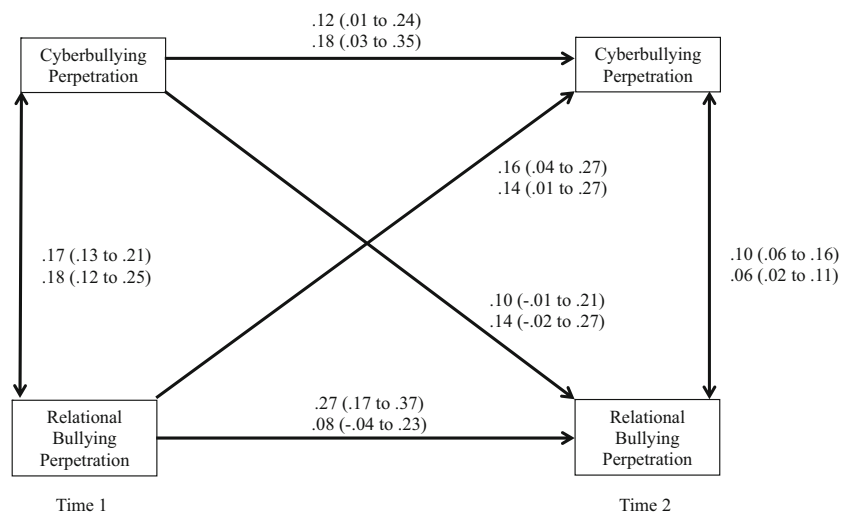 .12 (.01 to .24)
.18 (.03 to .35)
Cyberbullying
Perpetration
Cyberbullying
Perpetration
.16 (.04 to .27)
.14 (.01 to .27)
.17 (.13 to .21)
.18 (.12 to .25)
.10 (.06 to .16)
.06 (.02 to .11)
.10 (-.01 to .21)
.14 (-.02 to .27)
Relational
Bullying
Perpetration
.27 (.17 to .37)
.08 (-.04 to .23)
Relational
Bullying
Perpetration
Time 1
Time 2